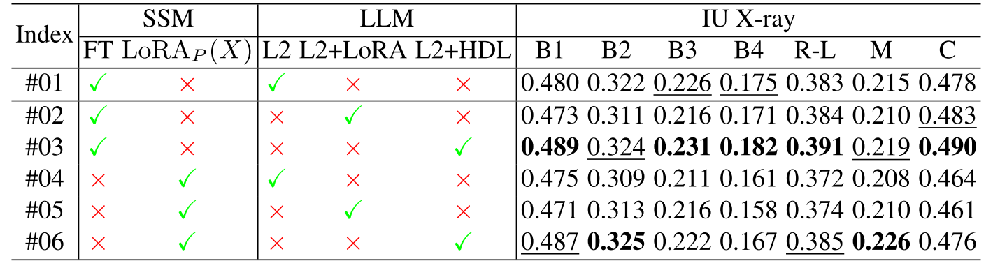 Index SSM LLM IU X-ray
FT LoRA_P(X) L2 L2+LoRA L2+HDL B1 B2 B3 B4 R-L M C
#01 ✓ × ✓ × × 0.480 0.322 0.226 0.175 0.383 0.215 0.478
#02 ✓ × × ✓ × 0.473 0.311 0.216 0.171 0.384 0.210 0.483
#03 ✓ × × × ✓ 0.489 0.324 0.231 0.182 0.391 0.219 0.490
#04 × ✓ ✓ × × 0.475 0.309 0.211 0.161 0.372 0.208 0.464
#05 × ✓ × ✓ × 0.471 0.313 0.216 0.158 0.374 0.210 0.461
#06 × ✓ × × ✓ 0.487 0.325 0.222 0.167 0.385 0.226 0.476